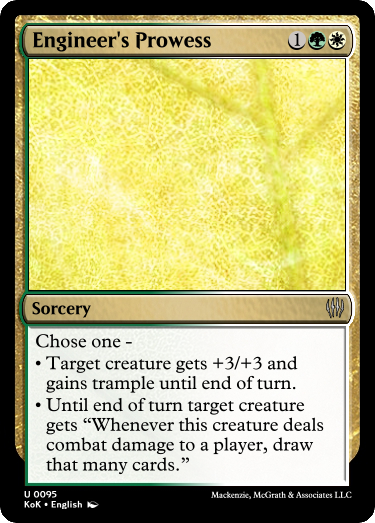 Engineer's Prowess 1
Sorcery
Chose one -
• Target creature gets +3/+3 and
gains trample until end of turn.
• Until end of turn target creature
gets “Whenever this creature deals
combat damage to a player, draw
that many cards.”
U 0095
KoK • English
Mackenzie, McGrath & Associates LLC